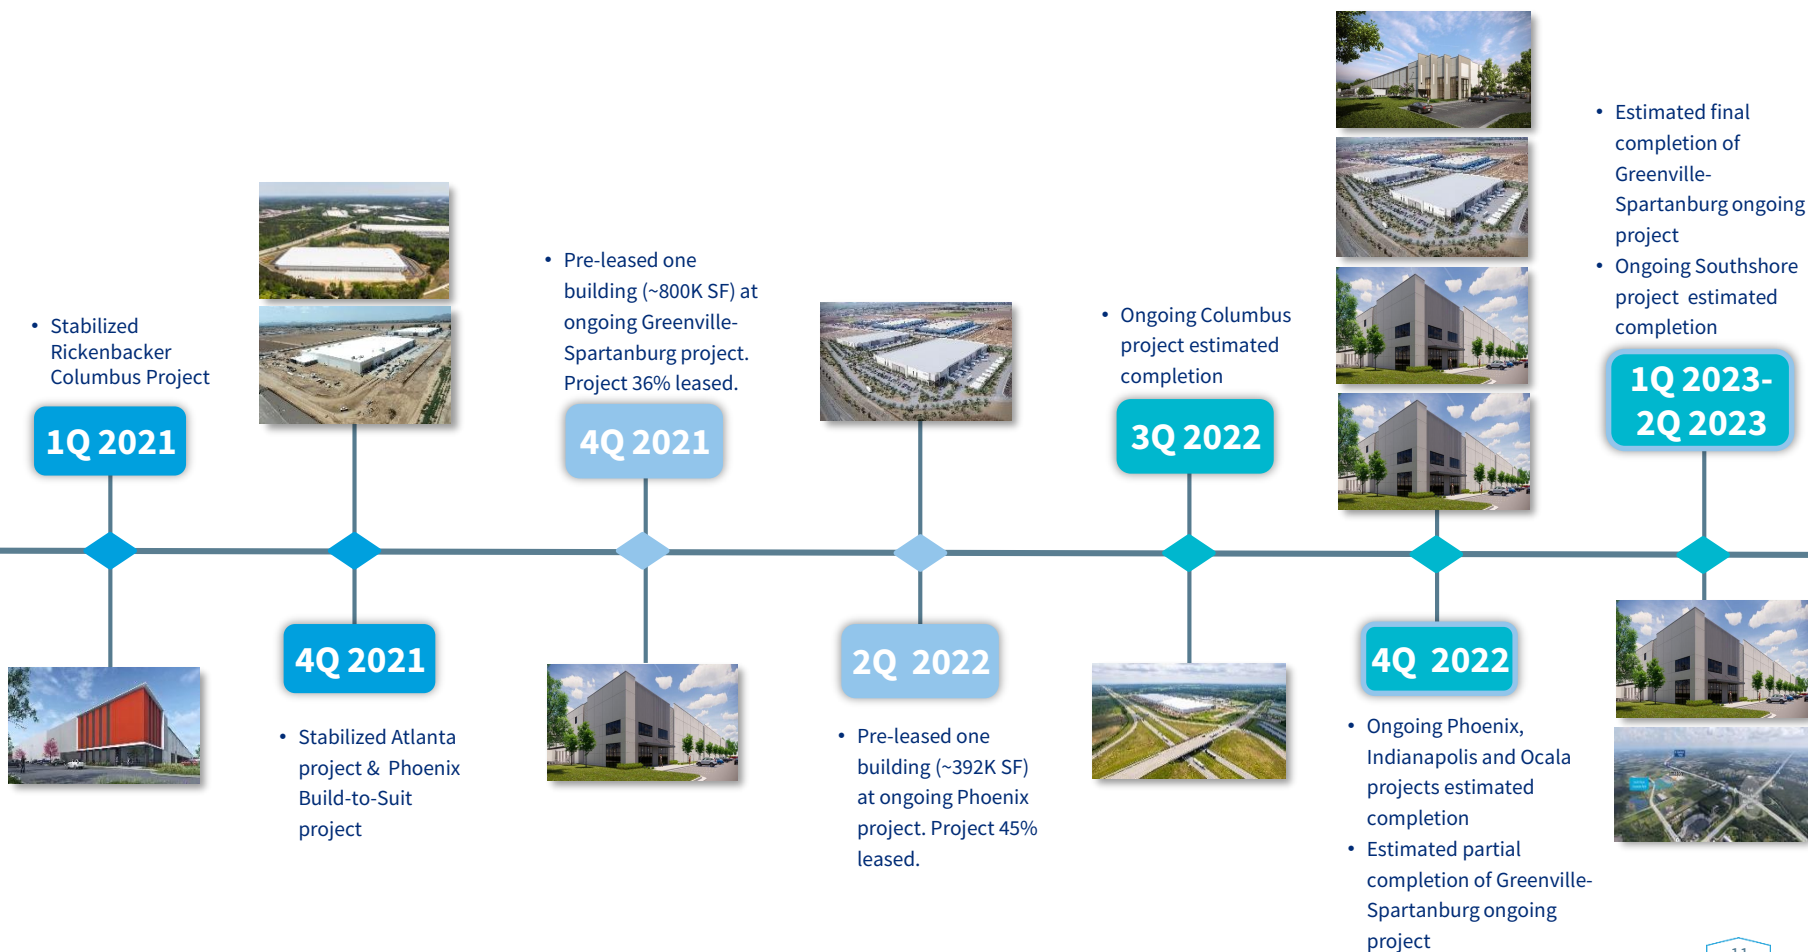 • Stabilized
Rickenbacker
Columbus Project
1Q 2021
4Q 2021
• Stabilized Atlanta
project & Phoenix
Build-to-Suit
project
• Pre-leased one
building (~800K SF) at
ongoing Greenville-
Spartanburg project.
Project 36% leased.
4Q 2021
2Q 2022
• Pre-leased one
building (~392K SF)
at ongoing Phoenix
project. Project 45%
leased.
• Ongoing Columbus
project estimated
completion
3Q 2022
4Q 2022
• Ongoing Phoenix,
Indianapolis and Ocala
projects estimated
completion
• Estimated partial
completion of Greenville-
Spartanburg ongoing
project
• Estimated final
completion of
Greenville-
Spartanburg ongoing
project
• Ongoing Southshore
project estimated
completion
1Q 2023-
2Q 2023
11